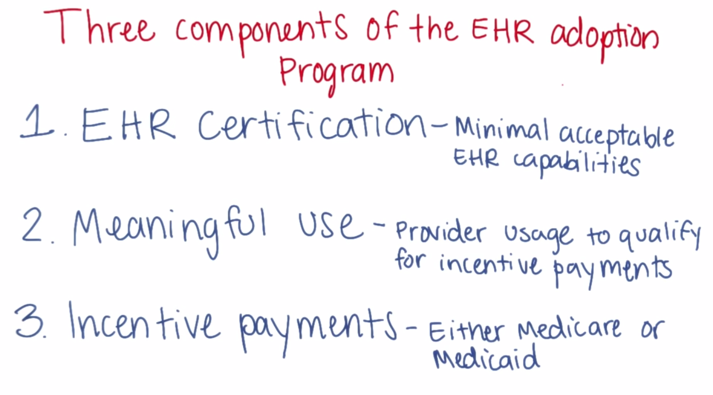 Three components of the EHR adoption
Program
1. EHR Certification - Minimal acceptable
EHR capabilities
2. Meaningful use - Provider usage to qualify
for incentive payments
3. Incentive payments - Either Medicare or
Medicaid